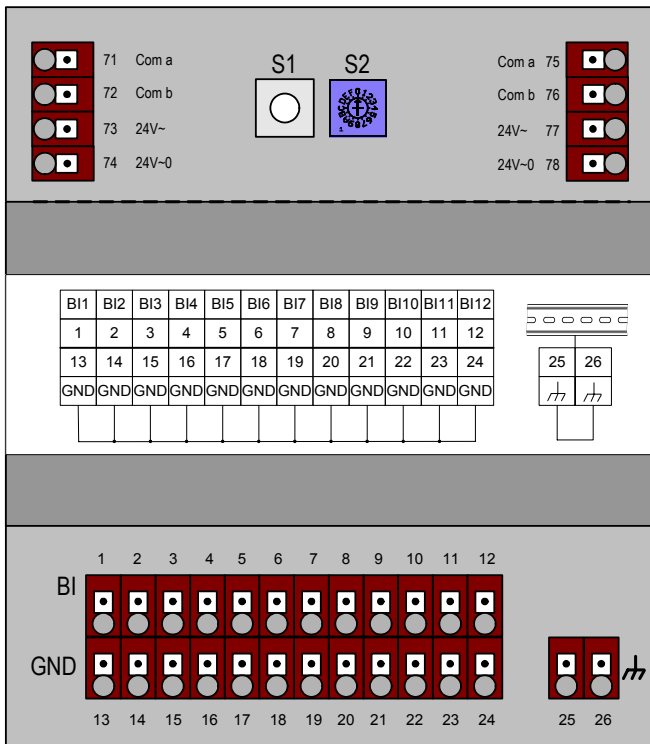 S1 S2
71 Com a
72 Com b
73 24V~
74 24V~0
Com a 75
Com b 76
24V~ 77
24V~0 78
BI1 BI2 BI3 BI4 BI5 BI6 BI7 BI8 BI9 BI10 BI11 BI12
1 2 3 4 5 6 7 8 9 10 11 12
13 14 15 16 17 18 19 20 21 22 23 24
GND GND GND GND GND GND GND GND GND GND GND GND
25 26
1 2 3 4 5 6 7 8 9 10 11 12
BI
GND
13 14 15 16 17 18 19 20 21 22 23 24
25 26